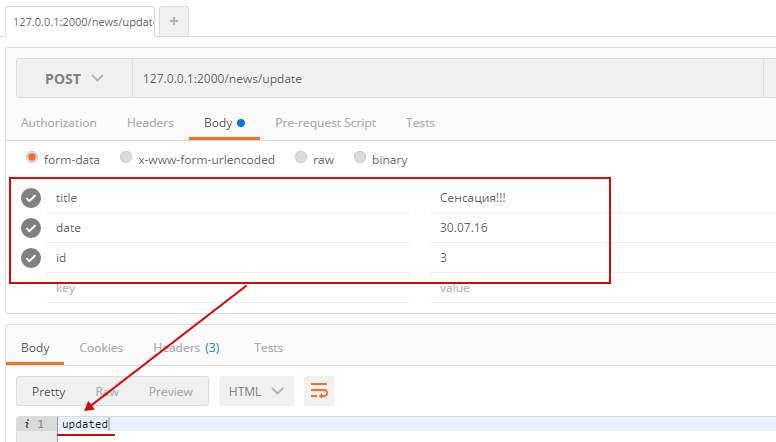 127.0.0.1:2000/news/updat +
POST 127.0.0.1:2000/news/update
Authorization Headers Body Pre-request Script Tests
form-data x-www-form-urlencoded raw binary
title Сенсация!!!
date 30.07.16
id 3
key value
Body Cookies Headers (3) Tests
Pretty Raw Preview HTML
i 1 updated